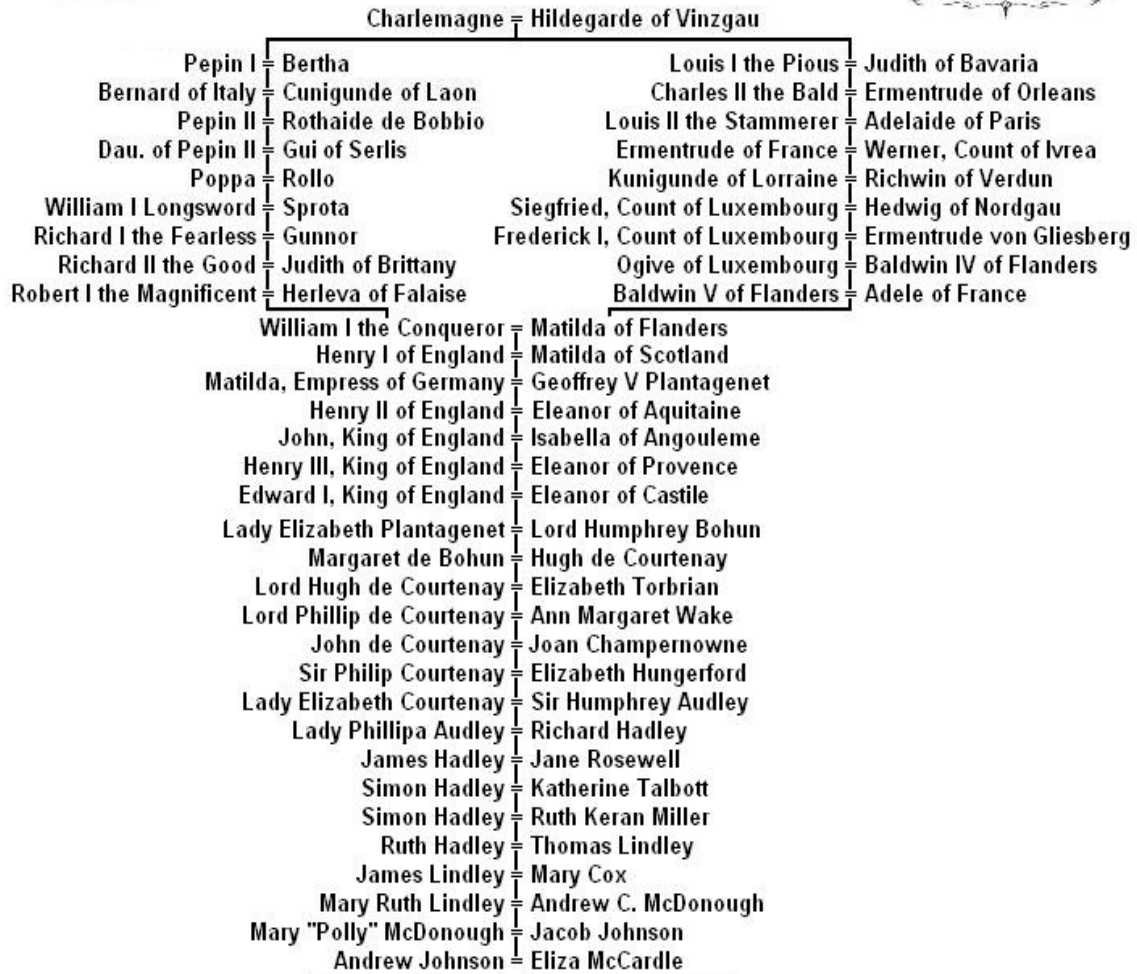 Charlemagne = Hildegarde of Vinzgau
Pepin I = Bertha
Bernard of Italy = Cunigunde of Laon
Pepin II = Rothaide de Bobbio
Dau. of Pepin II = Gui of Serlis
Poppa = Rollo
William I Longsword = Sprota
Richard I the Fearless = Gunnor
Richard II the Good = Judith of Brittany
Robert I the Magnificent = Herleva of Falaise
Louis I the Pious = Judith of Bavaria
Charles II the Bald = Ermentrude of Orleans
Louis II the Stammerer = Adelaide of Paris
Ermentrude of France = Werner, Count of Ivrea
Kunigunde of Lorraine = Richwin of Verdun
Siegfried, Count of Luxembourg = Hedwig of Nordgau
Frederick I, Count of Luxembourg = Ermentrude von Gliesberg
Ogive of Luxembourg = Baldwin IV of Flanders
Baldwin V of Flanders = Adele of France
William I the Conqueror = Matilda of Flanders
Henry I of England = Matilda of Scotland
Matilda, Empress of Germany = Geoffrey V Plantagenet
Henry II of England = Eleanor of Aquitaine
John, King of England = Isabella of Angouleme
Henry III, King of England = Eleanor of Provence
Edward I, King of England = Eleanor of Castile
Lady Elizabeth Plantagenet = Lord Humphrey Bohun
Margaret de Bohun = Hugh de Courtenay
Lord Hugh de Courtenay = Elizabeth Torbrian
Lord Phillip de Courtenay = Ann Margaret Wake
John de Courtenay = Joan Champernowne
Sir Philip Courtenay = Elizabeth Hungerford
Lady Elizabeth Courtenay = Sir Humphrey Audley
Lady Phillipa Audley = Richard Hadley
James Hadley = Jane Rosewell
Simon Hadley = Katherine Talbott
Simon Hadley = Ruth Keran Miller
Ruth Hadley = Thomas Lindley
James Lindley = Mary Cox
Mary Ruth Lindley = Andrew C. McDonough
Mary "Polly" McDonough = Jacob Johnson
Andrew Johnson = Eliza McCardle